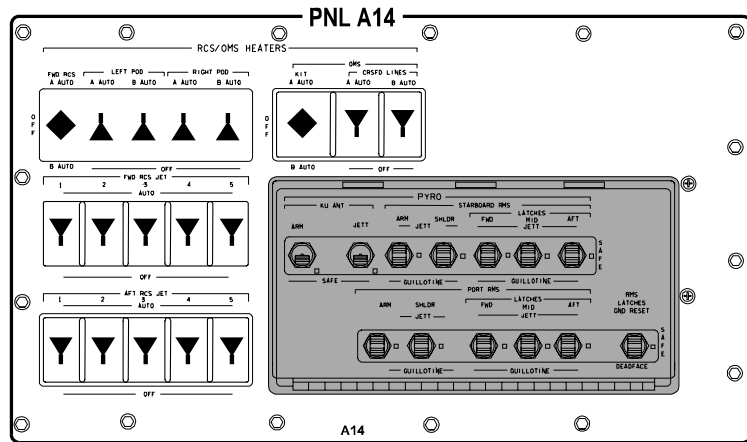 PNL A14
RCS/OMS HEATERS
FWD RCS LEFT POD RIGHT POD
A AUTO A AUTO B AUTO A AUTO B AUTO
OFF
B AUTO OFF
OMS
KIT CRSFD LINES
A AUTO A AUTO B AUTO
OFF
B AUTO OFF
FWD RCS JET
1 2 3 4 5
AUTO
OFF
AFT RCS JET
1 2 3 4 5
AUTO
OFF
PYRO
KU ANT STARBOARD RMS
LATCHES
ARM JETT ARM SHLDR FWD MID AFT
JETT JETT
SAFE
SAFE GUILLOTINE GUILLOTINE
PORT RMS
LATCHES
ARM SHLDR FWD MID AFT
JETT JETT
RMS
LATCHES
GND RESET
SAFE
GUILLOTINE GUILLOTINE DEADFACE
A14